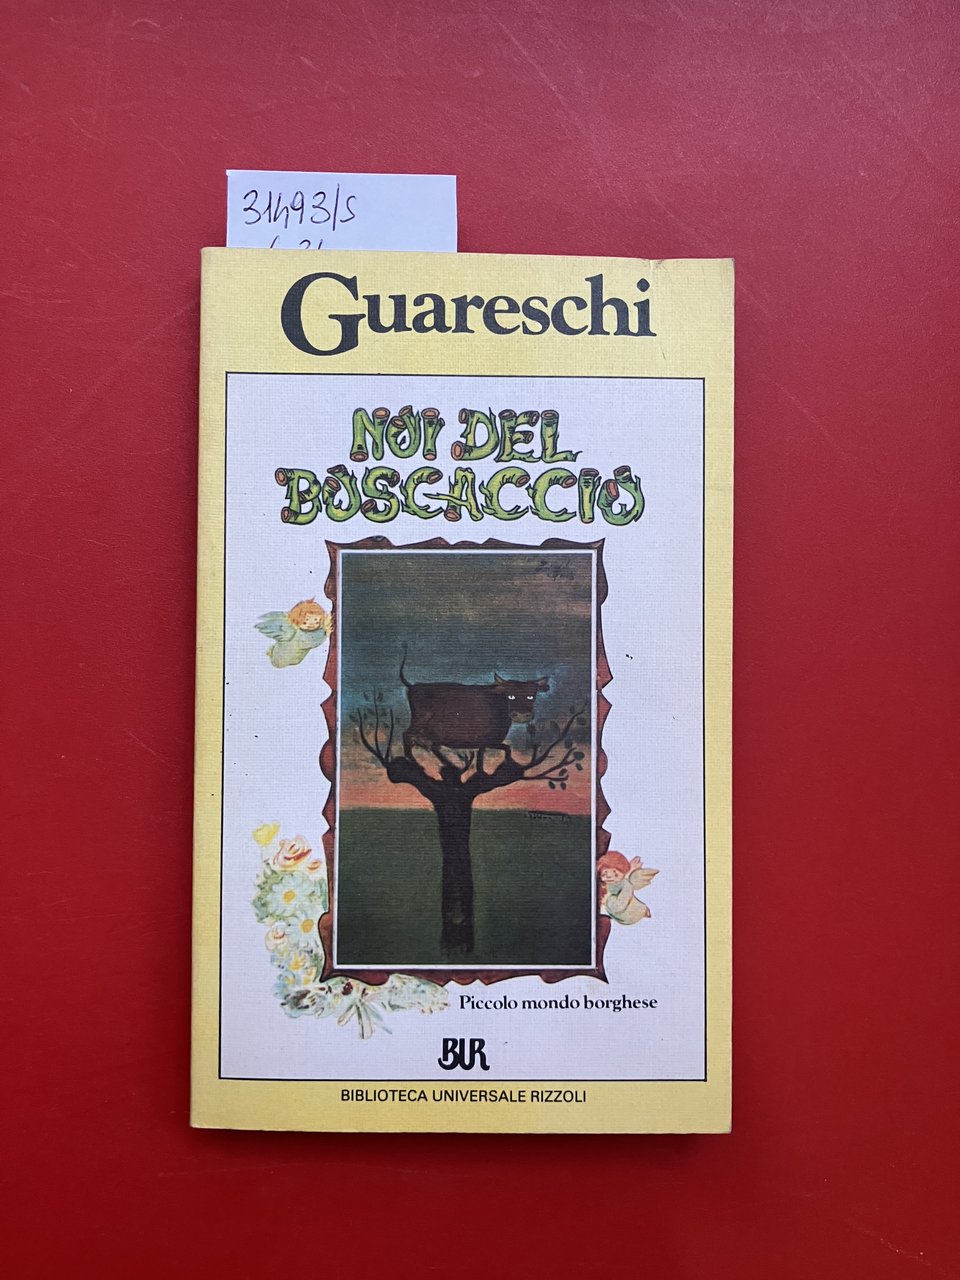 31493/s
Guareschi
NOI DEL
BOSCACCIO
Piccolo mondo borghese
BUR
BIBLIOTECA UNIVERSALE RIZZOLI